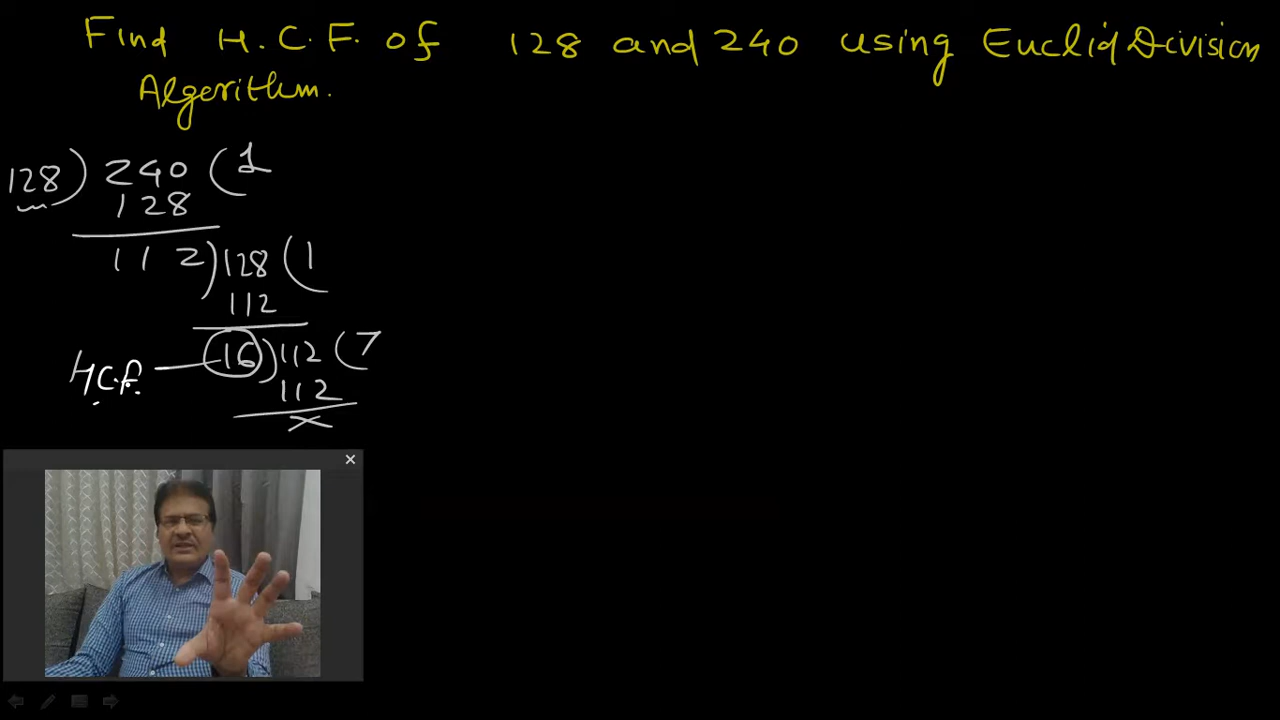 Find H.C.F. of 128 and 240 using Euclid Division
Algorithm.
128) 240 (1
128
112) 128 (1
112
H.C.F. 16) 112 (7
112
×